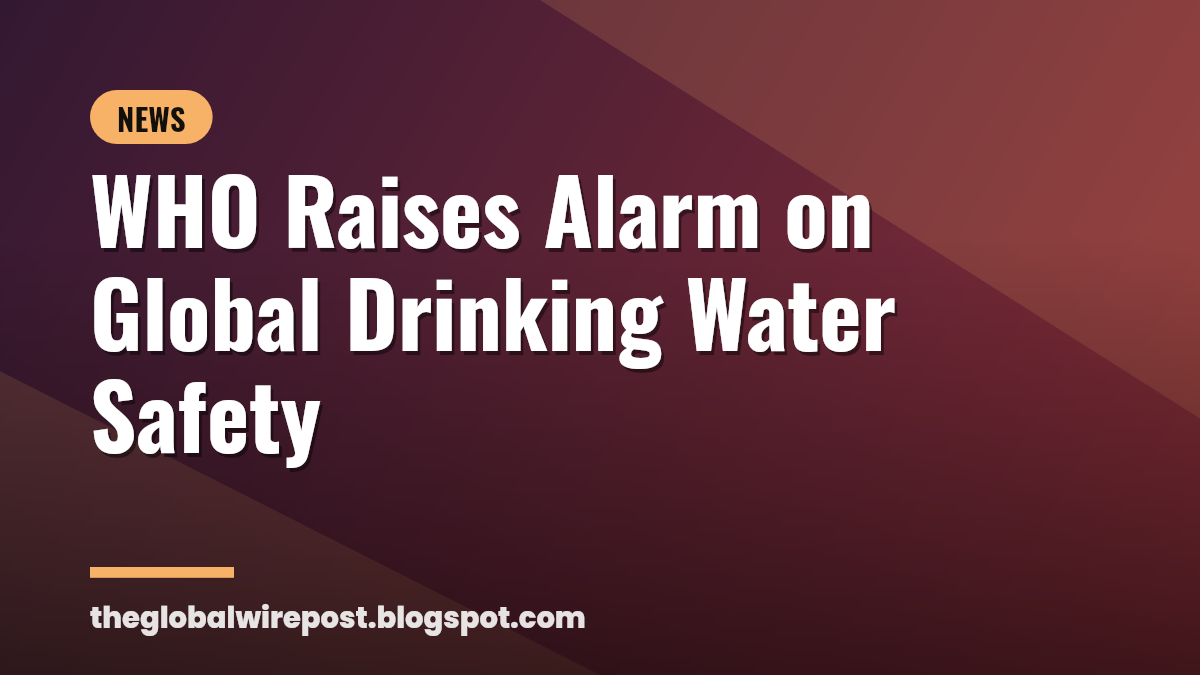 NEWS
WHO Raises Alarm on
Global Drinking Water
Safety
theglobalwirepost.blogspot.com